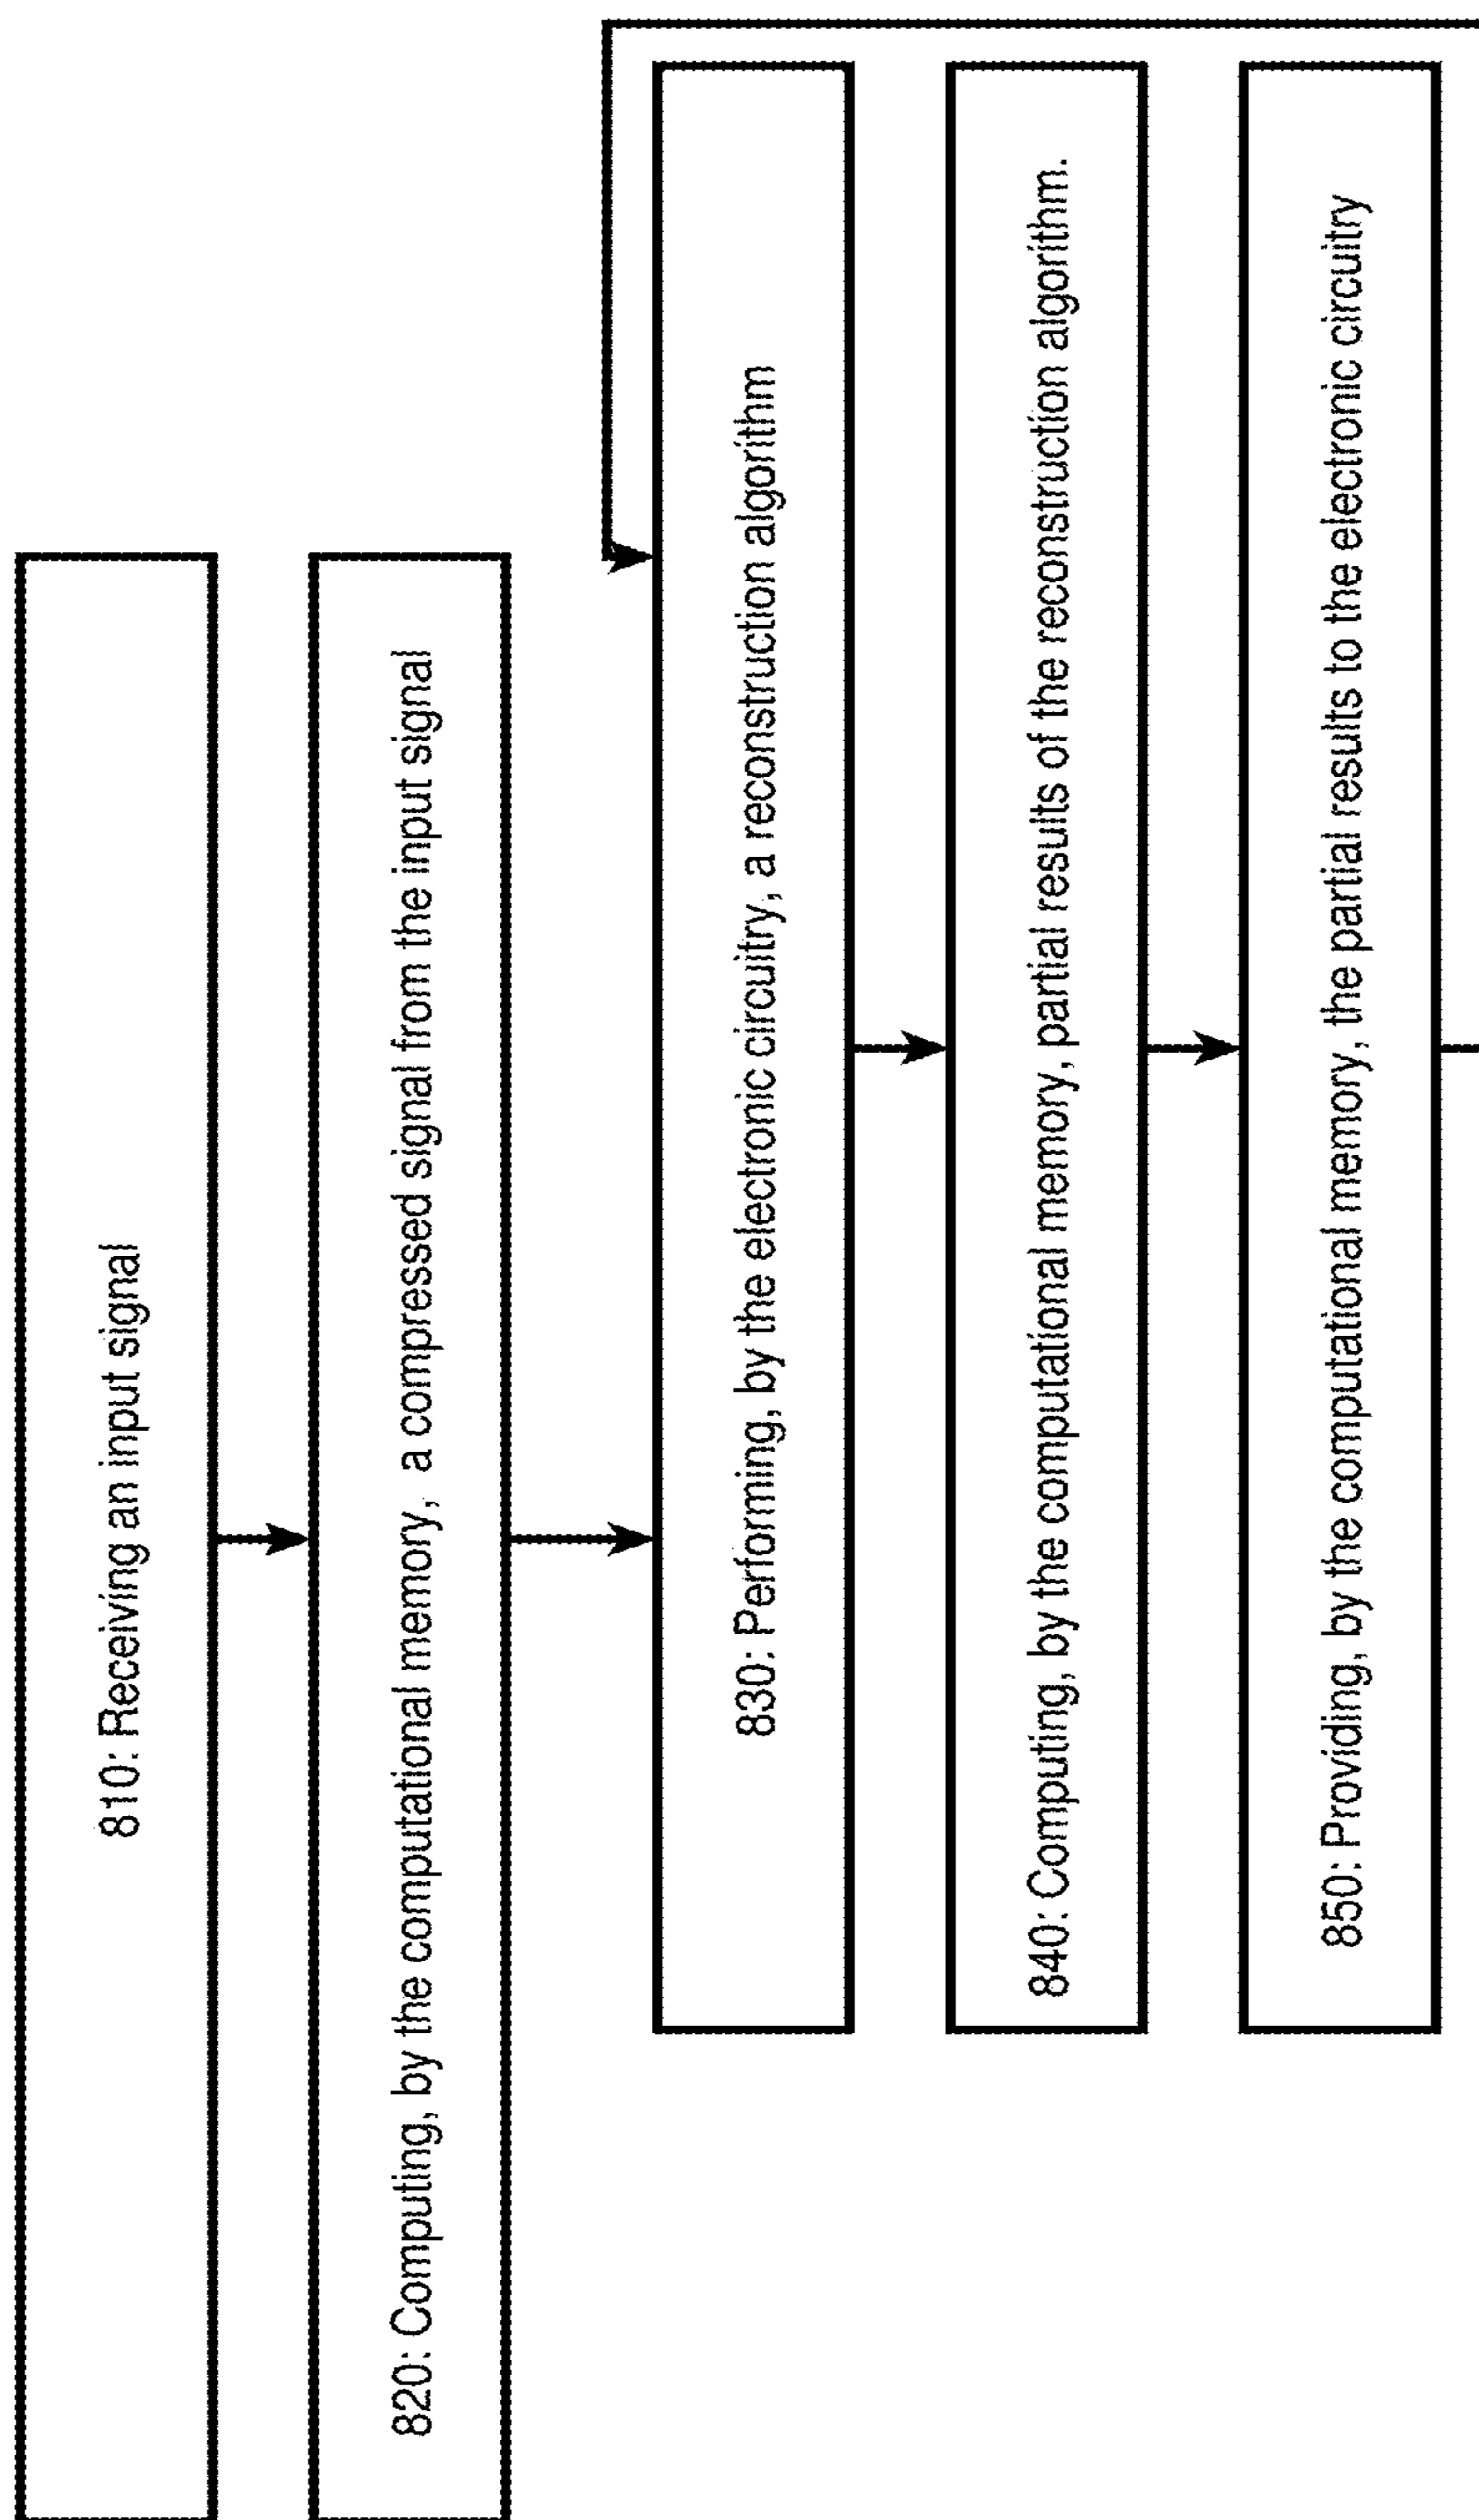 810: Receiving an input signal
820: Computing, by the computational memory, a compressed signal from the input signal
830: Performing, by the electronic circuitry, a reconstruction algorithm
840: Computing, by the computational memory, partial results of the reconstruction algorithm.
850: Providing, by the computational memory, the partial results to the electronic circuitry